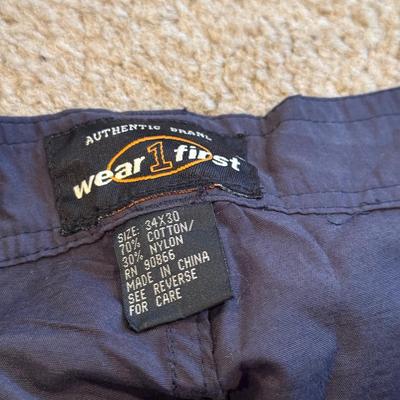 AUTHENTIC BRAND
wear 1 first
SIZE: 34X30
70% COTTON/
30% NYLON
RN 90866
MADE IN CHINA
SEE REVERSE
FOR CARE